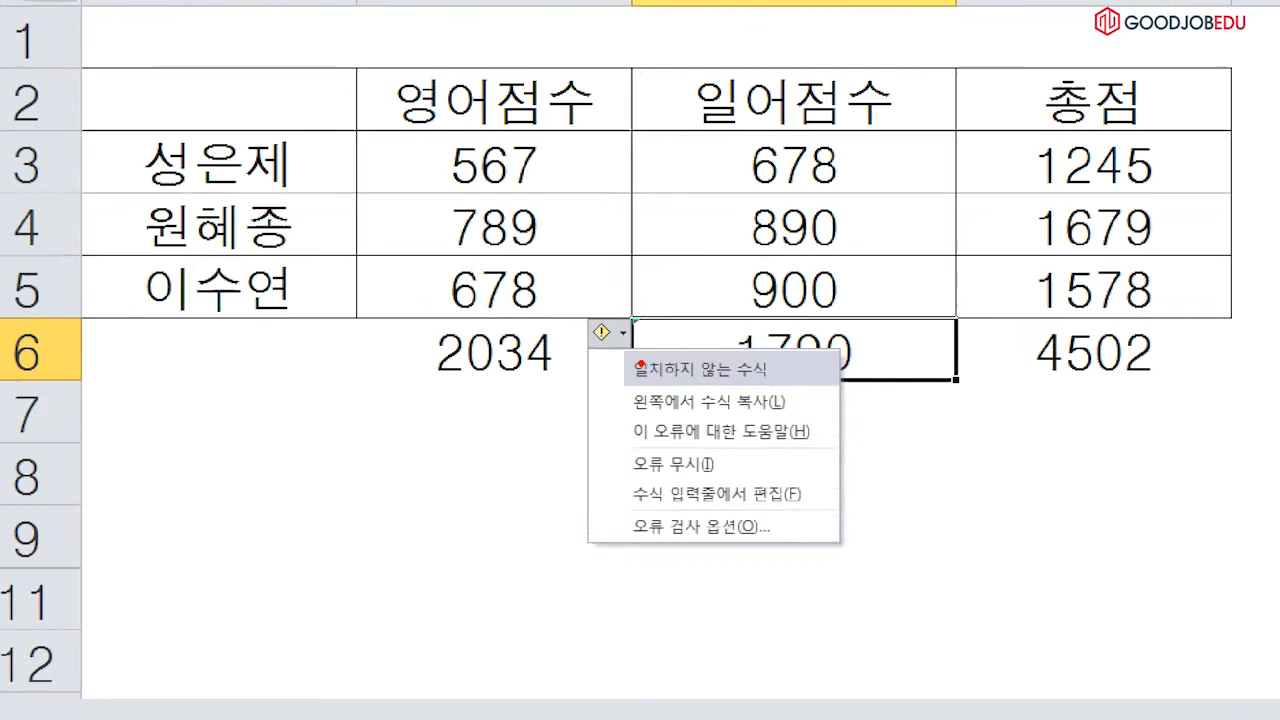 GOODJOBEDU
1
2 영어점수 일어점수 총점
3 성은제 567 678 1245
4 원혜종 789 890 1679
5 이수연 678 900 1578
6 2034 4502
일치하지 않는 수식
왼쪽에서 수식 복사(L)
이 오류에 대한 도움말(H)
오류 무시(I)
수식 입력줄에서 편집(F)
오류 검사 옵션(O)...
7
8
9
11
12